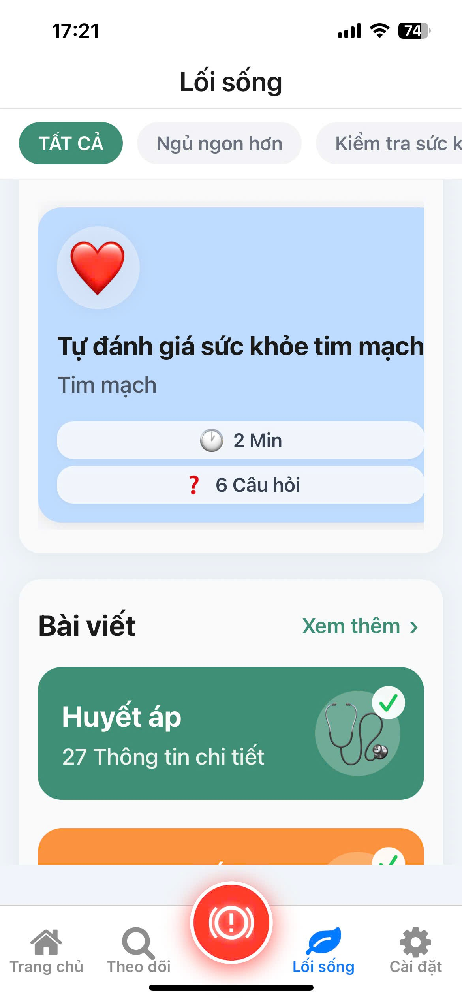 17:21
74
Lối sống
TẤT CẢ
Ngủ ngon hơn
Kiểm tra sức k
Tự đánh giá sức khỏe tim mạch
Tim mạch
2 Min
6 Câu hỏi
Bài viết
Xem thêm ›
Huyết áp
27 Thông tin chi tiết
Trang chủ
Theo dõi
Lối sống
Cài đặt